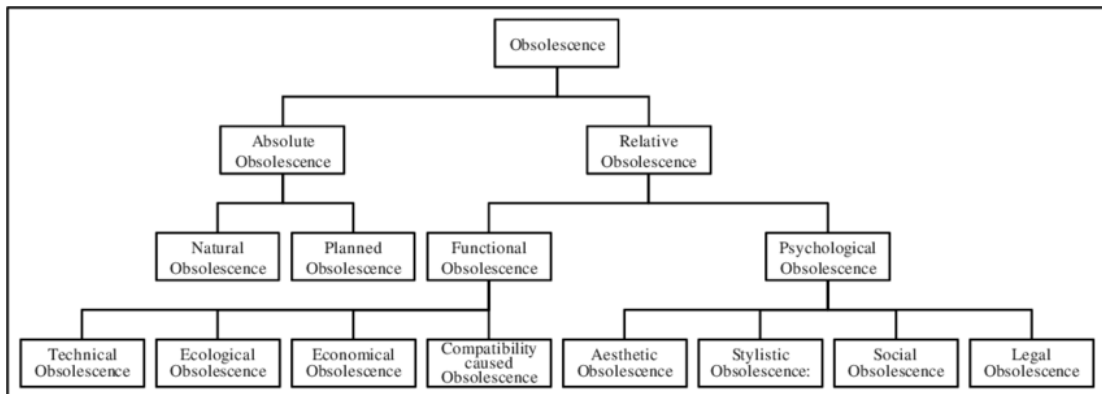 Obsolescence
Absolute
Obsolescence
Relative
Obsolescence
Natural
Obsolescence
Planned
Obsolescence
Functional
Obsolescence
Psychological
Obsolescence
Technical
Obsolescence
Ecological
Obsolescence
Economical
Obsolescence
Compatibility
caused
Obsolescence
Aesthetic
Obsolescence
Stylistic
Obsolescence:
Social
Obsolescence
Legal
Obsolescence